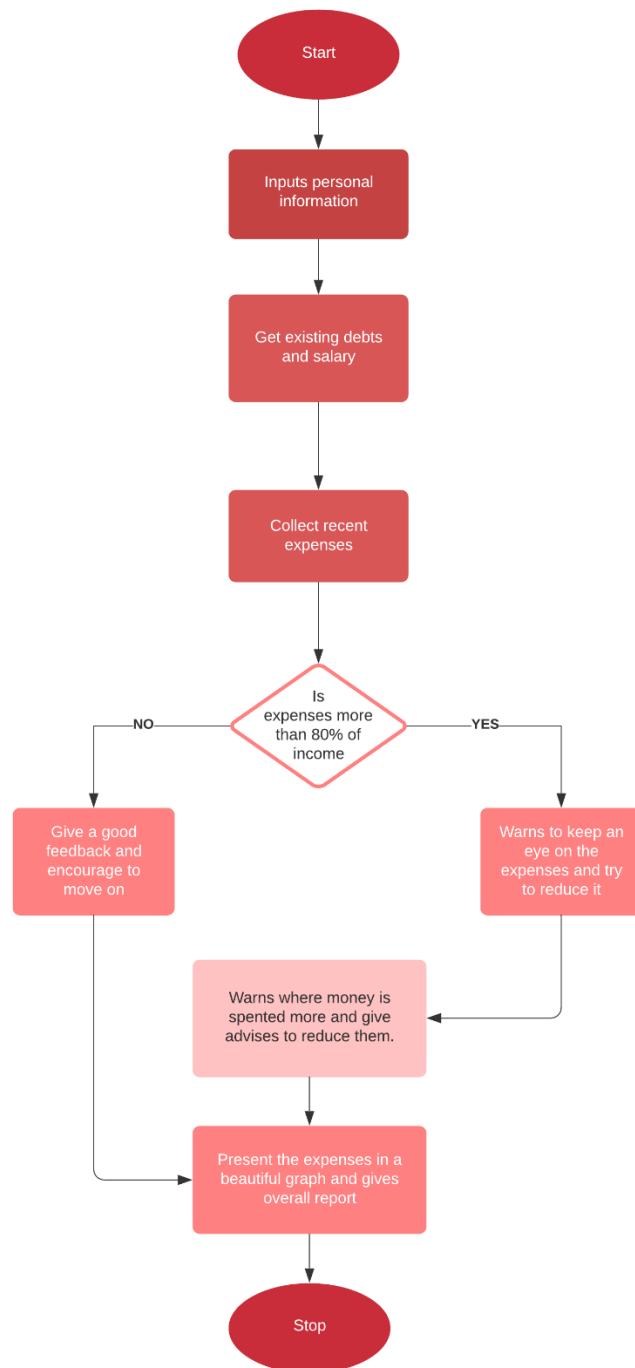 Start
Inputs personal
information
Get existing debts
and salary
Collect recent
expenses
Is
expenses more
than 80% of
income
NO
YES
Give a good
feedback and
encourage to
move on
Warns to keep an
eye on the
expenses and try
to reduce it
Warns where money is
spented more and give
advises to reduce them.
Present the expenses in a
beautiful graph and gives
overall report
Stop